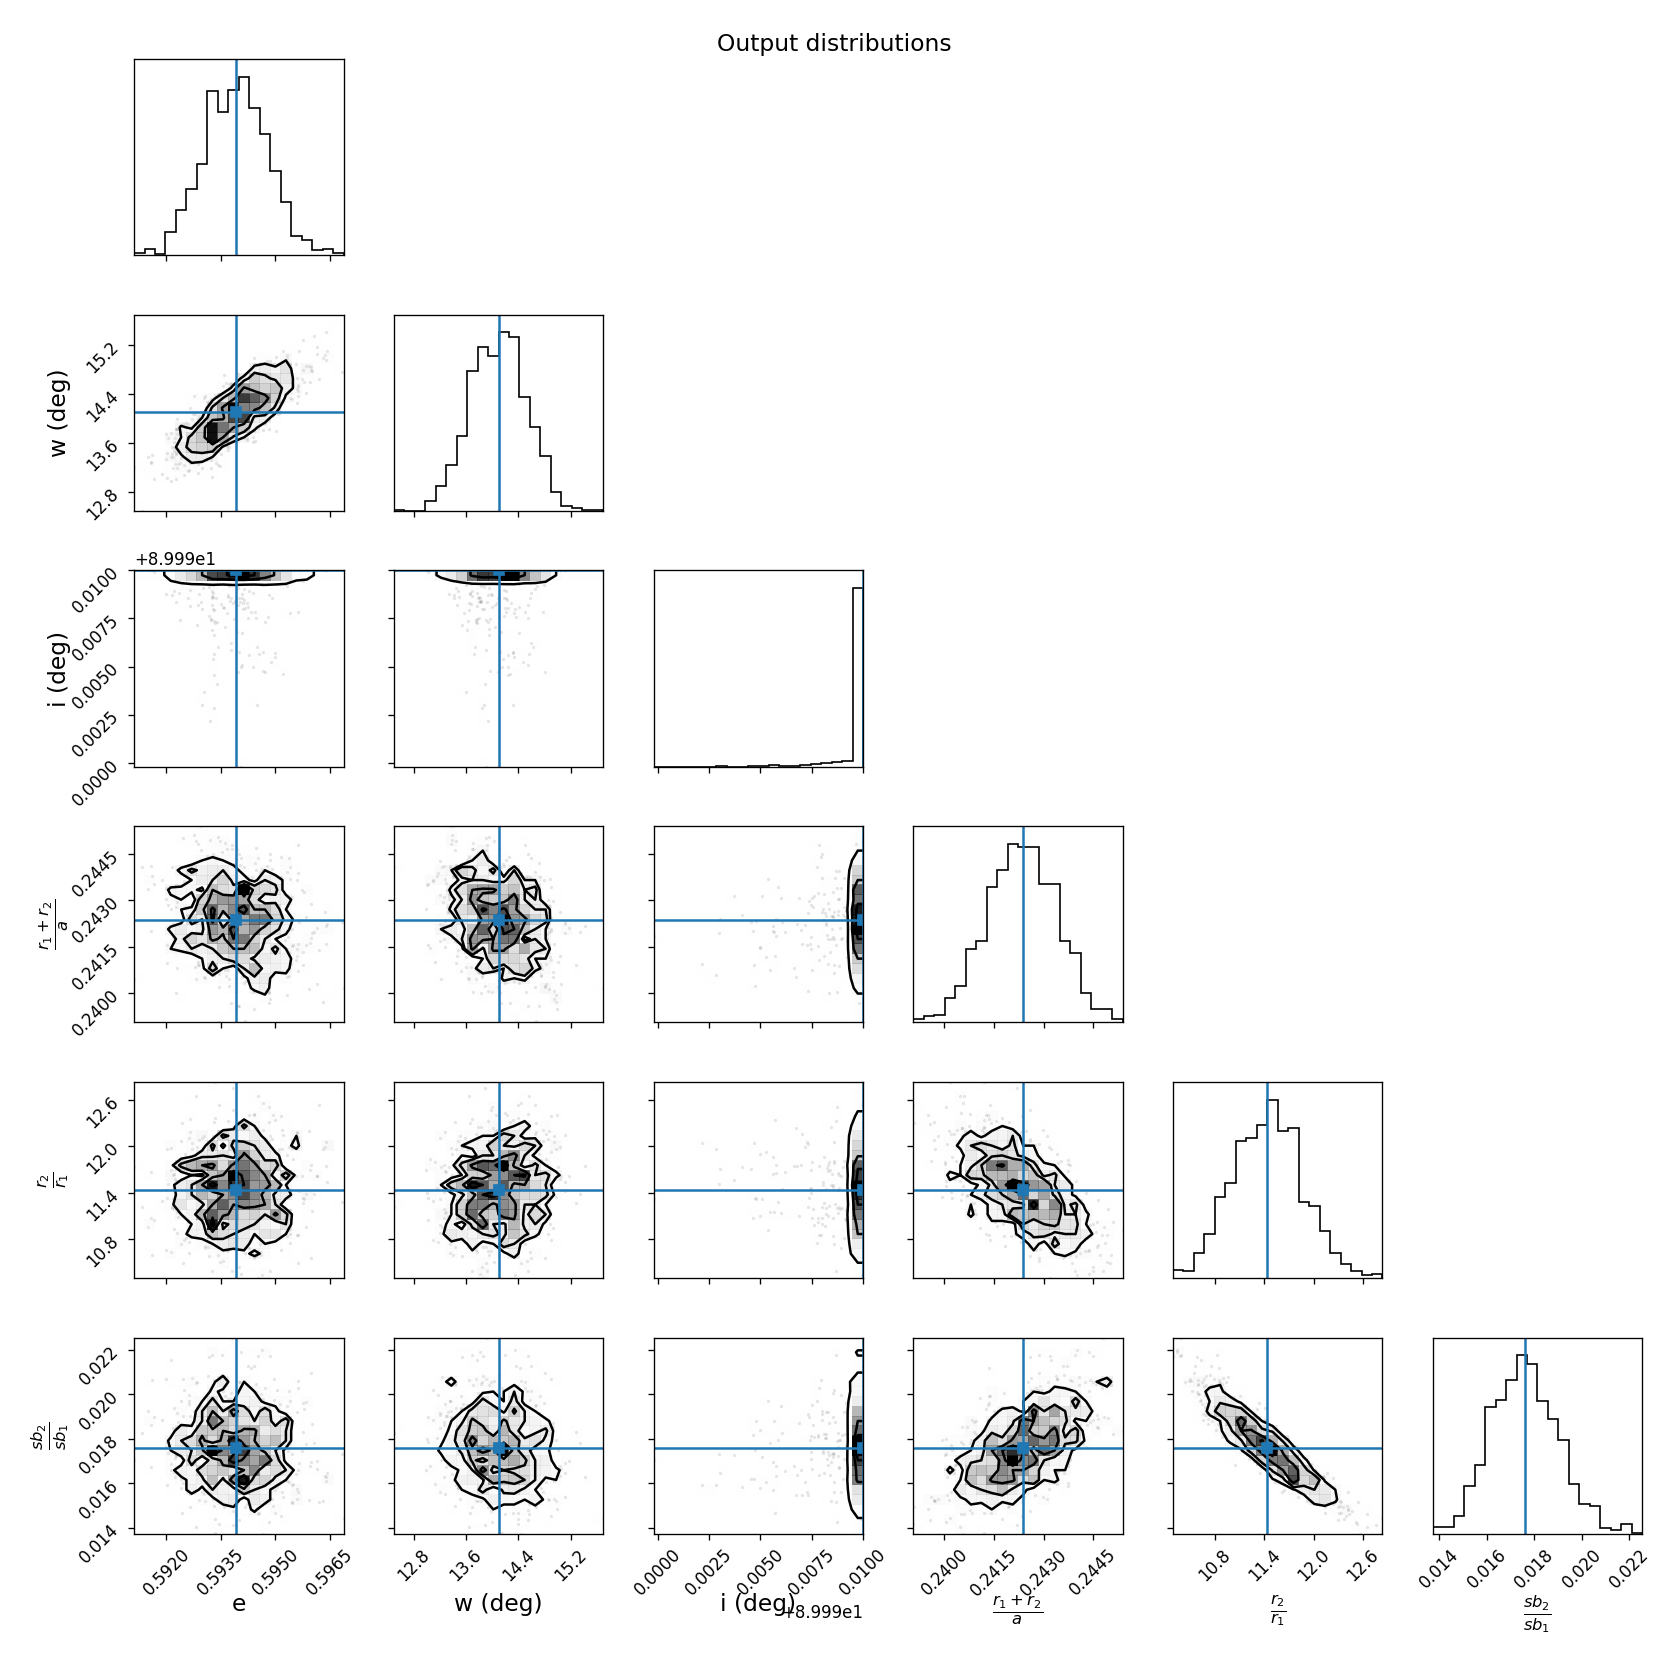 Output distributions
w (deg)
15.2
14.4
13.6
12.8
+8.999e1
i (deg)
0.0100
0.0075
0.0050
0.0025
0.0000
r1 + r2
a
0.2445
0.2430
0.2415
0.2400
r2
r1
12.6
12.0
11.4
10.8
sb2
sb1
0.022
0.020
0.018
0.016
0.014
0.5920 0.5935 0.5950 0.5965
12.8 13.6 14.4 15.2
0.0000 0.0025 0.0050 0.0075 0.0100
0.2400 0.2415 0.2430 0.2445
10.8 11.4 12.0 12.6
0.014 0.016 0.018 0.020 0.022
e
w (deg)
i (deg)
+8.999e1
r1 + r2
a
r2
r1
sb2
sb1